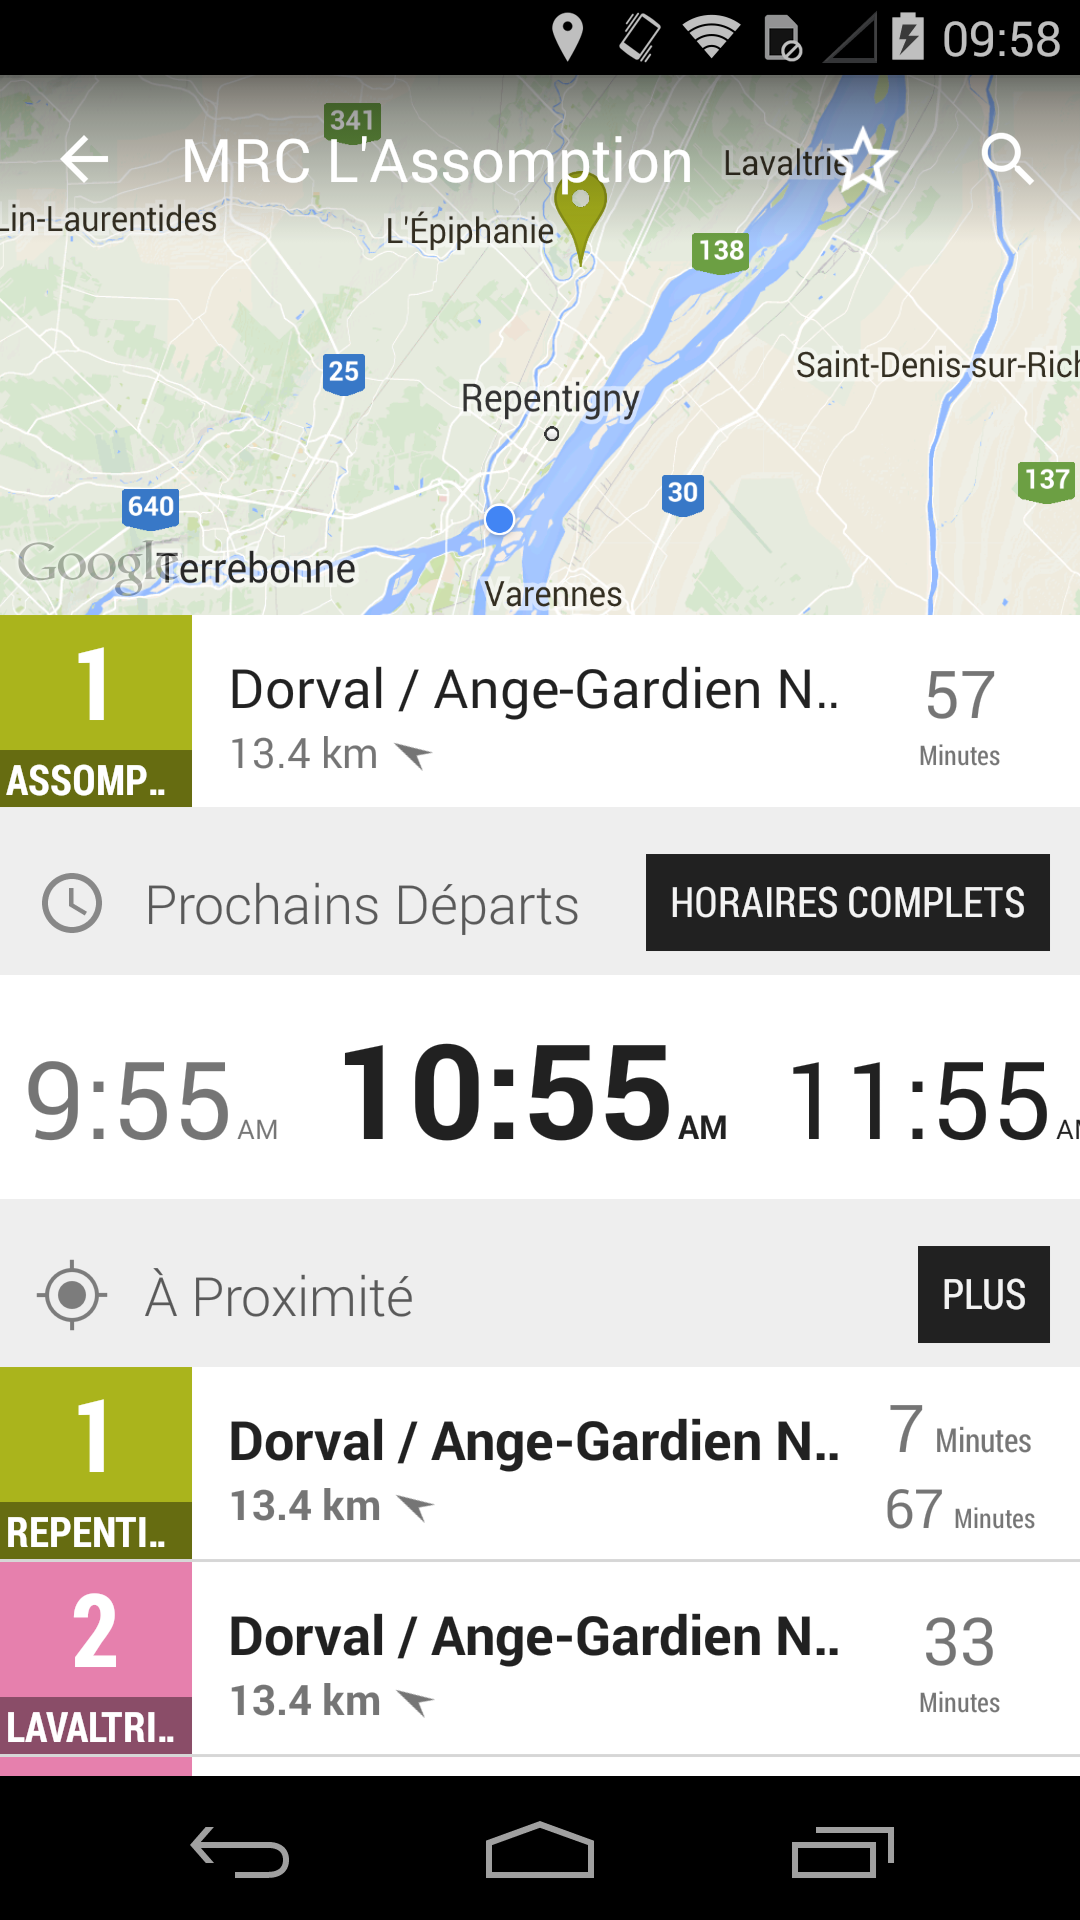 09:58
341
MRC L'Assomption
Lavaltrie
Lin-Laurentides
L'Épiphanie
138
25
Saint-Denis-sur-Rich
Repentigny
640
30
137
Google
Terrebonne
Varennes
1
ASSOMP..
Dorval / Ange-Gardien N..
13.4 km
57
Minutes
Prochains Départs
HORAIRES COMPLETS
9:55 AM
10:55 AM
11:55 AM
À Proximité
PLUS
1
REPENTI..
Dorval / Ange-Gardien N..
13.4 km
7 Minutes
67 Minutes
2
LAVALTRI..
Dorval / Ange-Gardien N..
13.4 km
33
Minutes